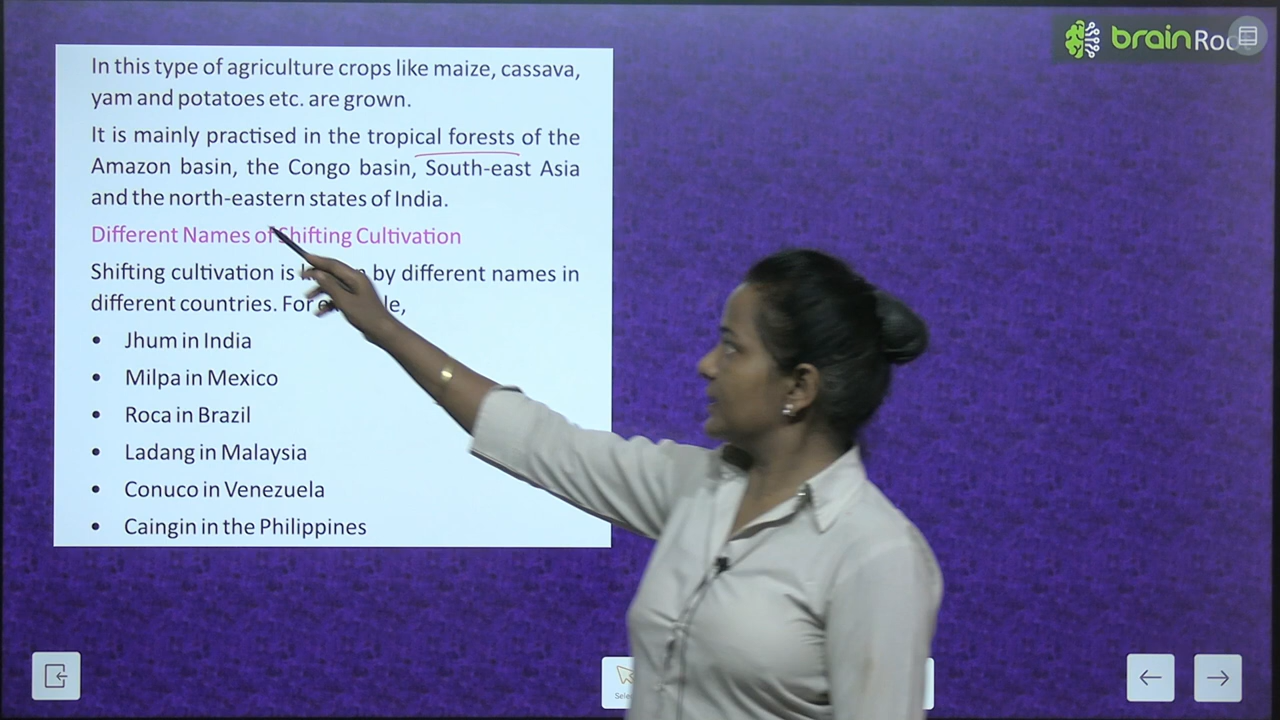 brainRoo
In this type of agriculture crops like maize, cassava,
yam and potatoes etc. are grown.
It is mainly practised in the tropical forests of the
Amazon basin, the Congo basin, South-east Asia
and the north-eastern states of India.
Different Names of Shifting Cultivation
Shifting cultivation is by different names in
different countries. For
• Jhum in India
• Milpa in Mexico
• Roca in Brazil
• Ladang in Malaysia
• Conuco in Venezuela
• Caingin in the Philippines
Sele